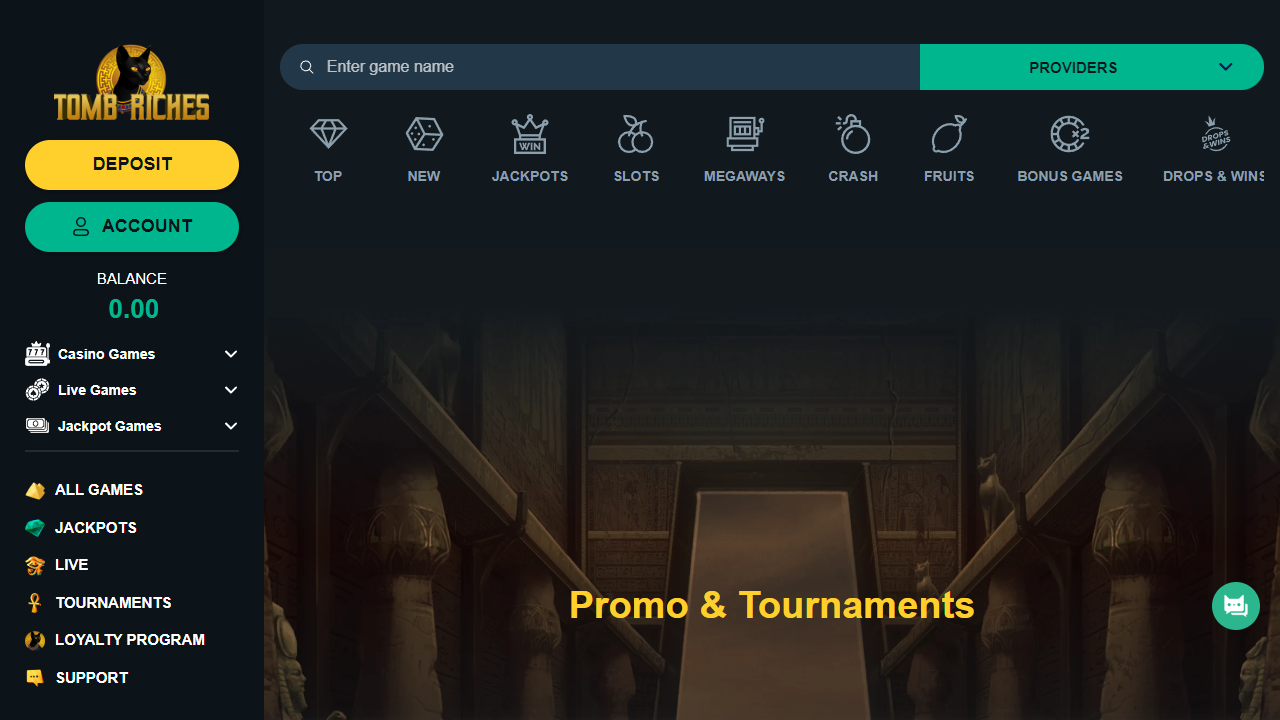 TOMB RICHES
DEPOSIT
ACCOUNT
BALANCE
0.00
Casino Games
Live Games
Jackpot Games
ALL GAMES
JACKPOTS
LIVE
TOURNAMENTS
LOYALTY PROGRAM
SUPPORT
Enter game name
PROVIDERS
WIN
x2
DROPS
&WINS
TOP
NEW
JACKPOTS
SLOTS
MEGAWAYS
CRASH
FRUITS
BONUS GAMES
DROPS & WINS
Promo & Tournaments